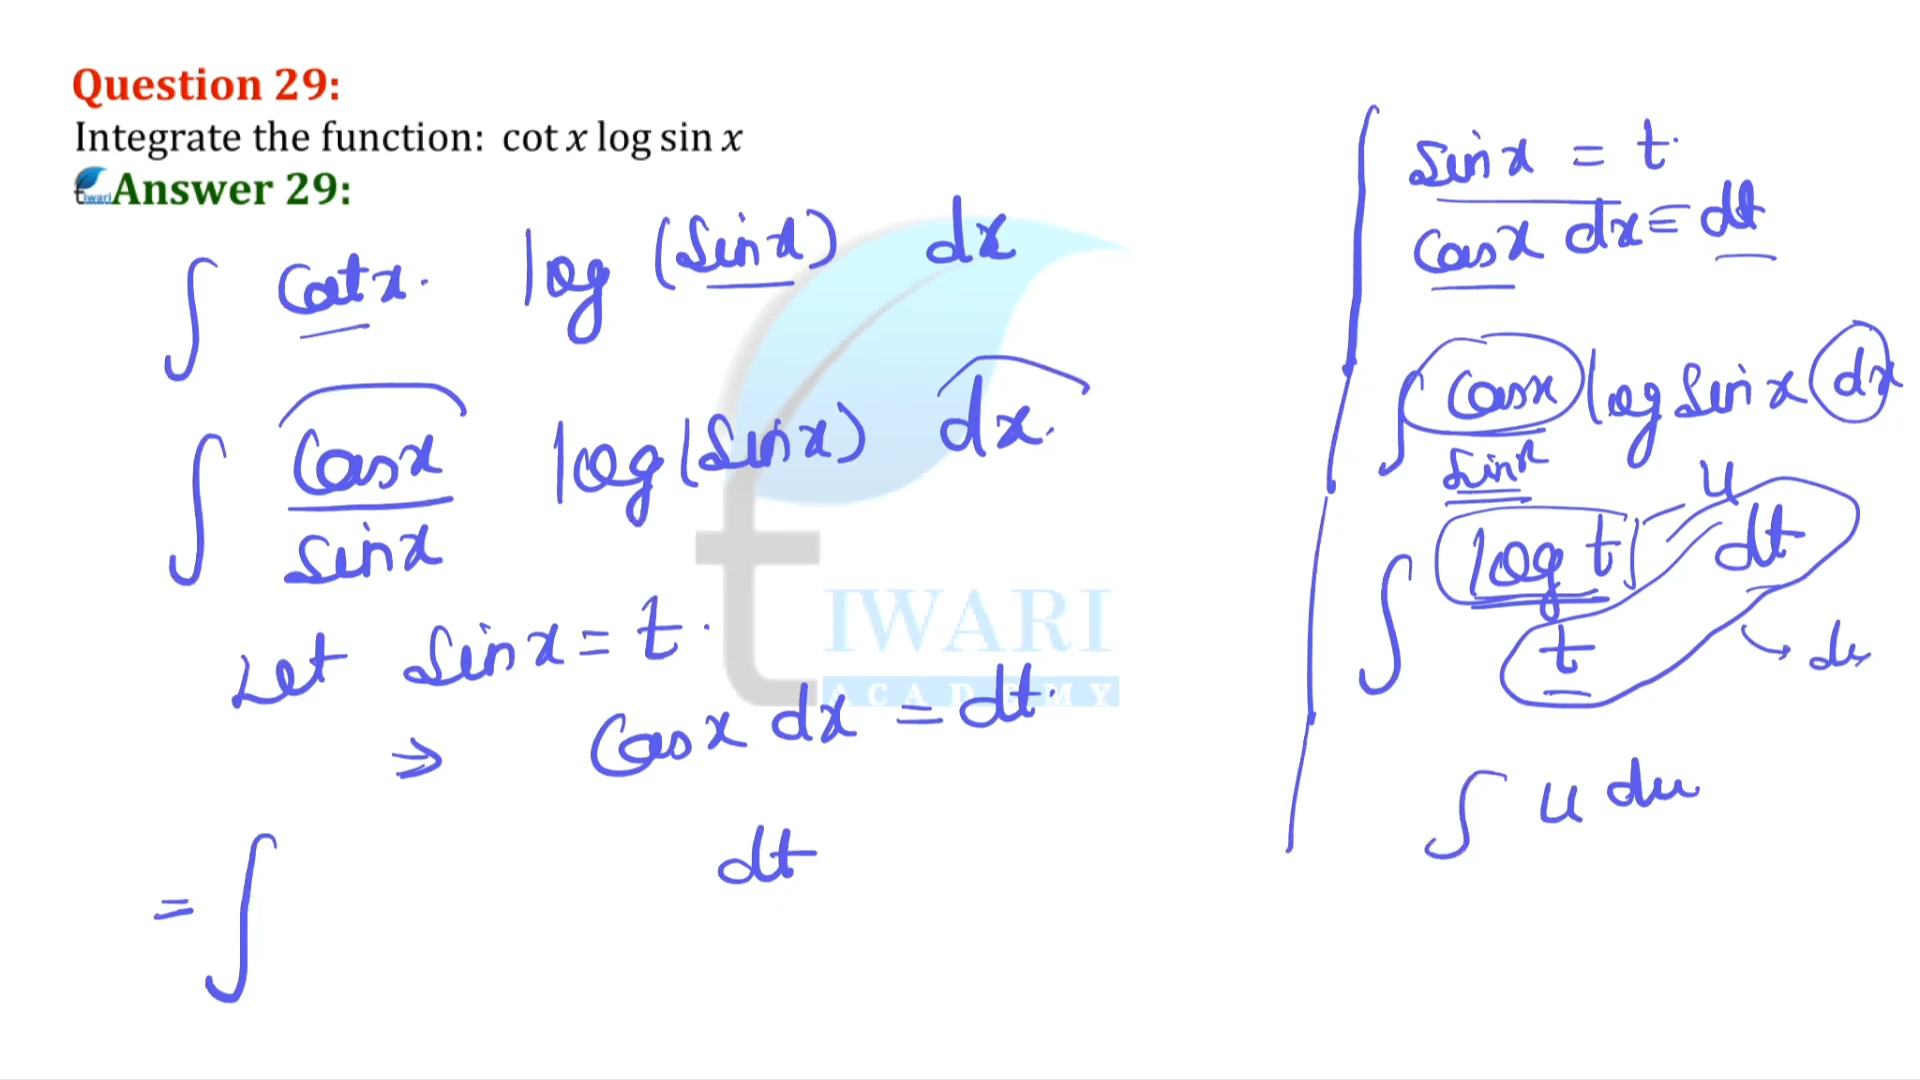 Question 29:
Integrate the function: cot x log sin x
tiwari Answer 29:
∫ cot x. log (sin x) dx
∫ cos x / sin x log (sin x) dx.
Let sin x = t.
⇒ cos x dx = dt.
= ∫ dt
sin x = t.
cos x dx = dt
∫ cos x / sin x log sin x dx
u
∫ log t / t dt
→ du
∫ u du
tIWARI
ACADEMY